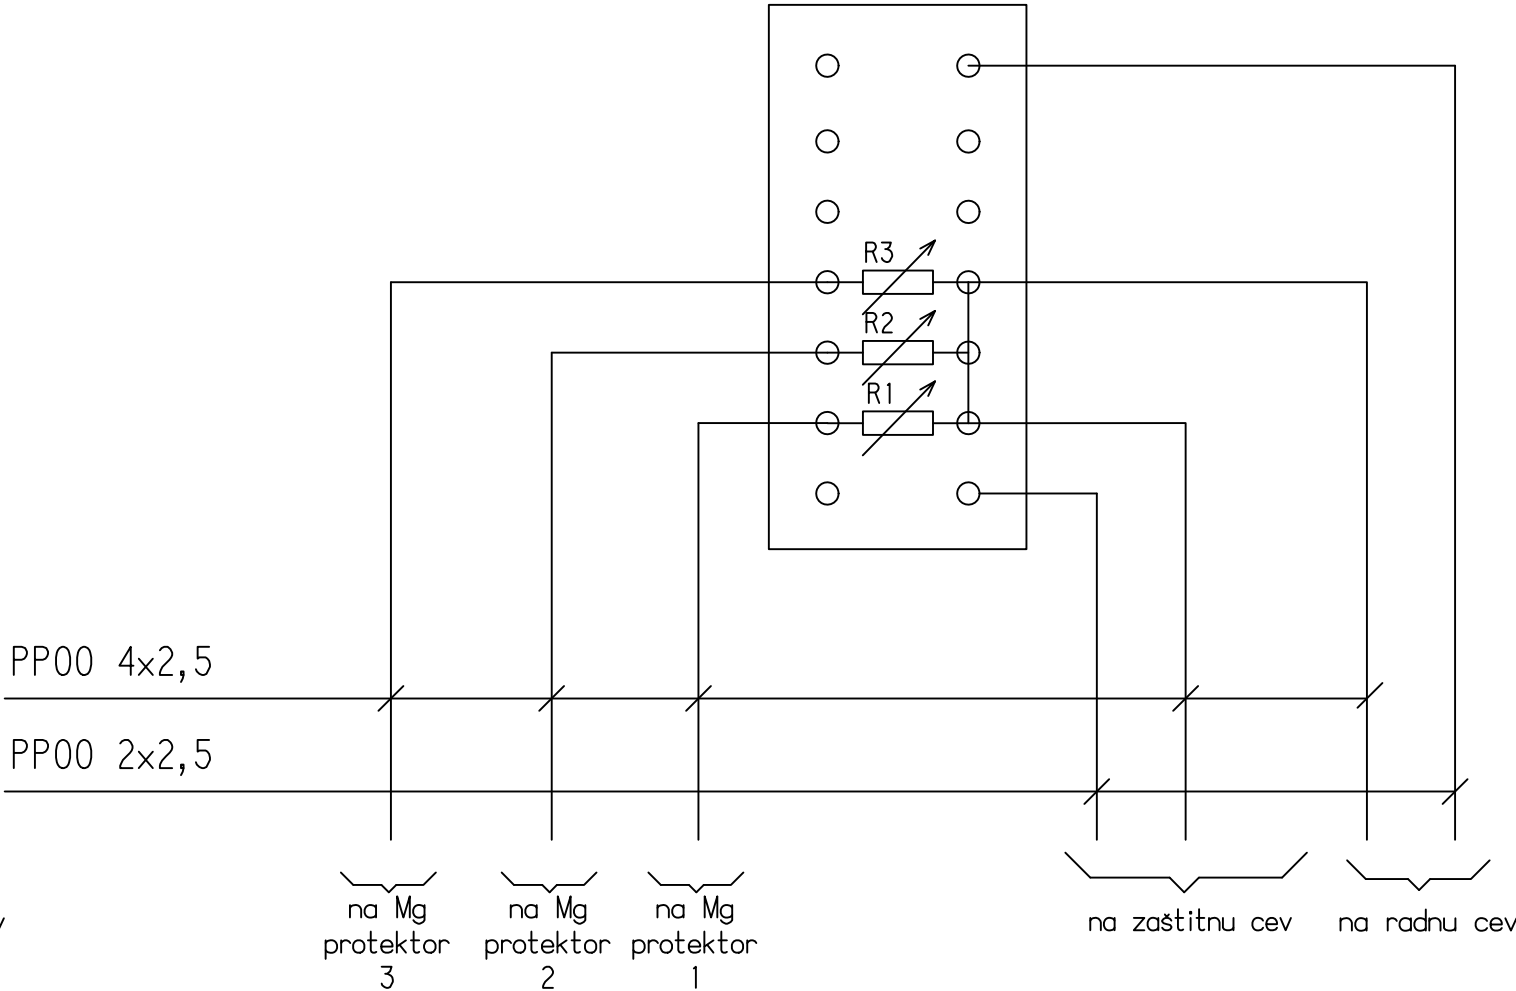 R3
R2
R1
PP00 4x2,5
PP00 2x2,5
na Mg
protektor
3
na Mg
protektor
2
na Mg
protektor
1
na zaštitnu cev
na radnu cev